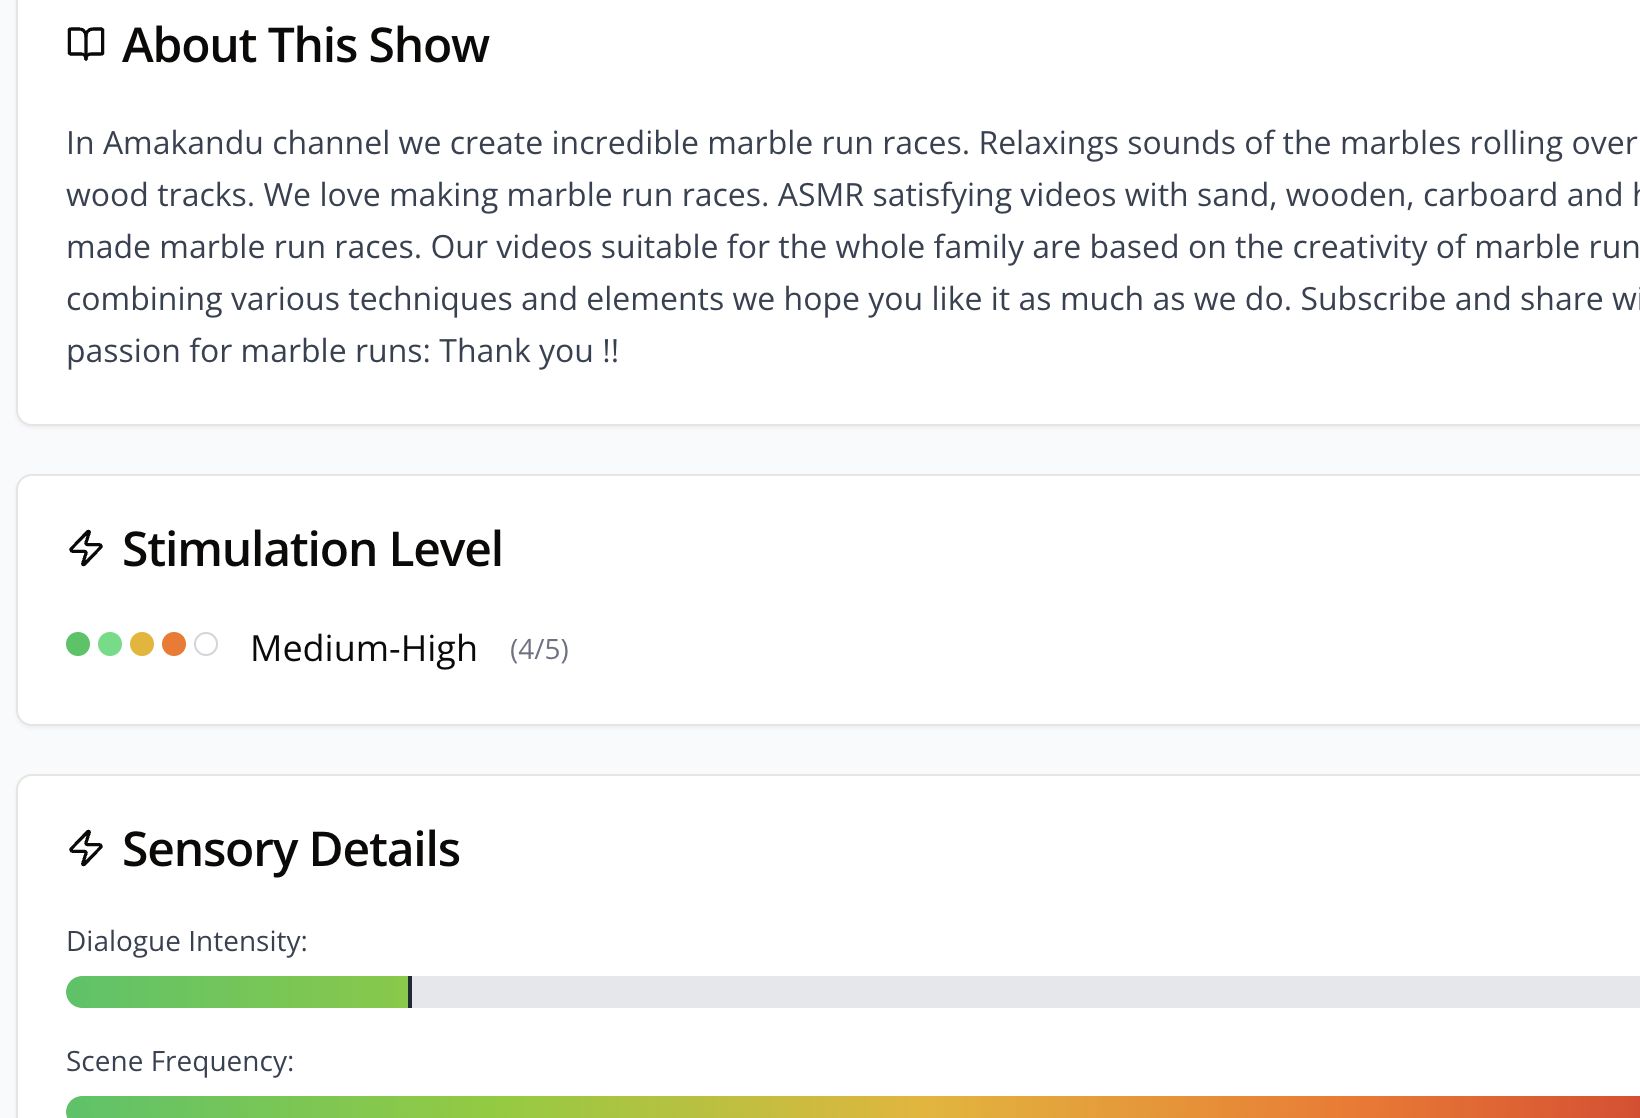 About This Show
In Amakandu channel we create incredible marble run races. Relaxings sounds of the marbles rolling over
wood tracks. We love making marble run races. ASMR satisfying videos with sand, wooden, carboard and
made marble run races. Our videos suitable for the whole family are based on the creativity of marble run
combining various techniques and elements we hope you like it as much as we do. Subscribe and share
passion for marble runs: Thank you !!
Stimulation Level
Medium-High (4/5)
Sensory Details
Dialogue Intensity:
Scene Frequency: